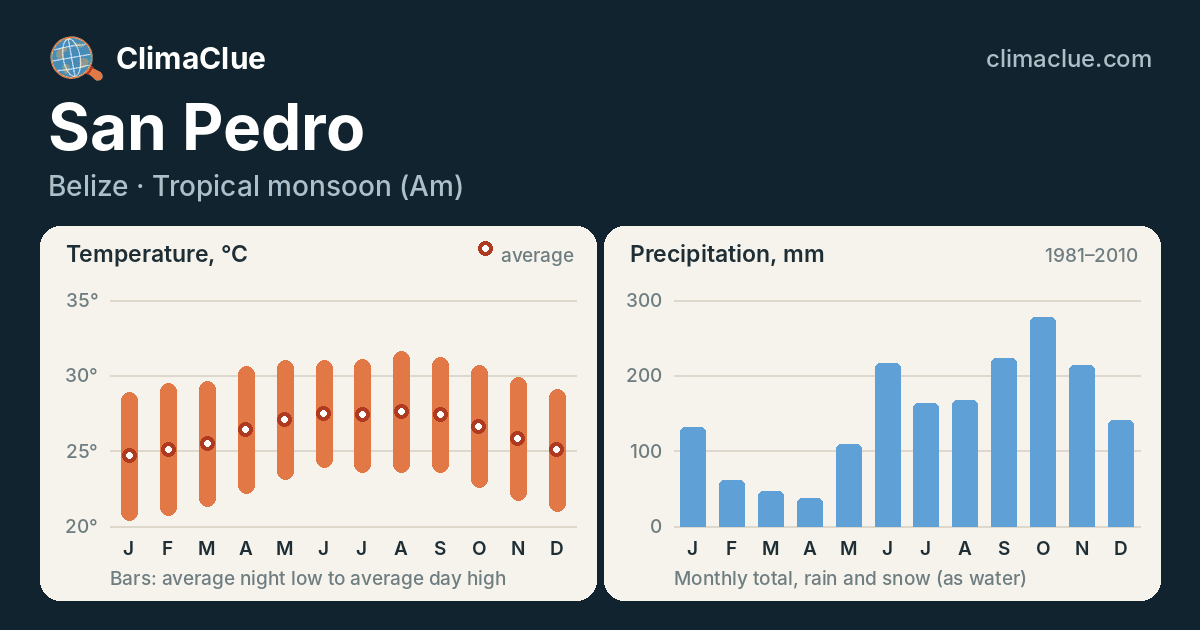 ClimaClue
climaclue.com
San Pedro
Belize · Tropical monsoon (Am)
Temperature, °C
average
35°
30°
25°
20°
J F M A M J J A S O N D
Bars: average night low to average day high
Precipitation, mm
1981–2010
300
200
100
0
J F M A M J J A S O N D
Monthly total, rain and snow (as water)